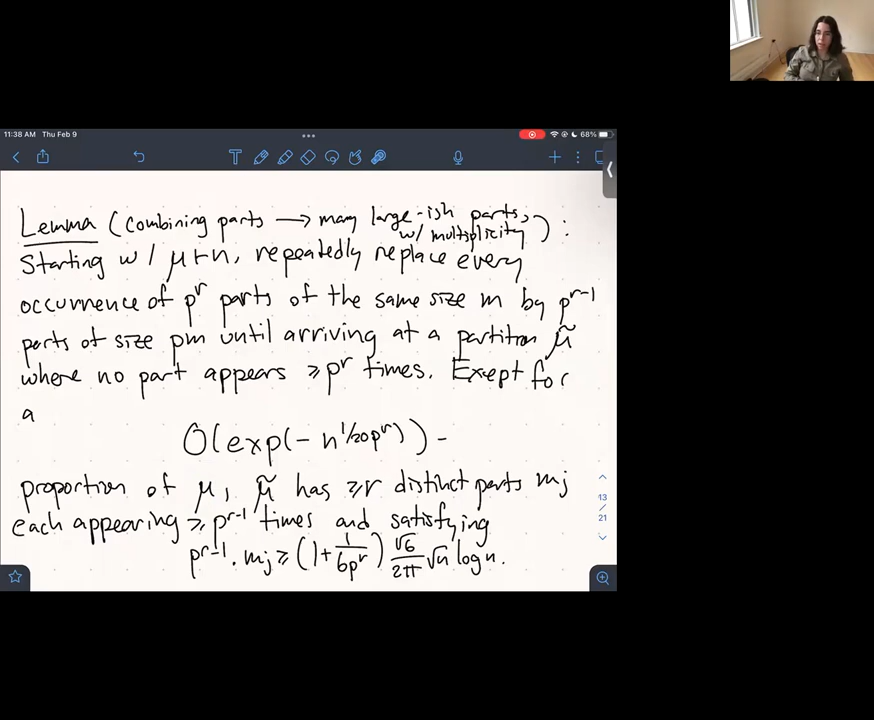 11:38 AM Thu Feb 9
68%
Lemma (combining parts → many large-ish parts, w/ multiplicity):
Starting w/ μ⊢n, repeatedly replace every
occurrence of p^r parts of the same size m by p^{r-1}
parts of size pm until arriving at a partition μ̃
where no part appears ≥p^r times. Exept for
a
O(exp(- n^{1/20p^r})) -
proportion of μ, μ̃ has ≥r distinct parts m_j
each appearing ≥p^{r-1} times and satisfying
p^{r-1} · m_j ≥ (1+ 1/6p^r) √6/2π √n log n.
13
/
21